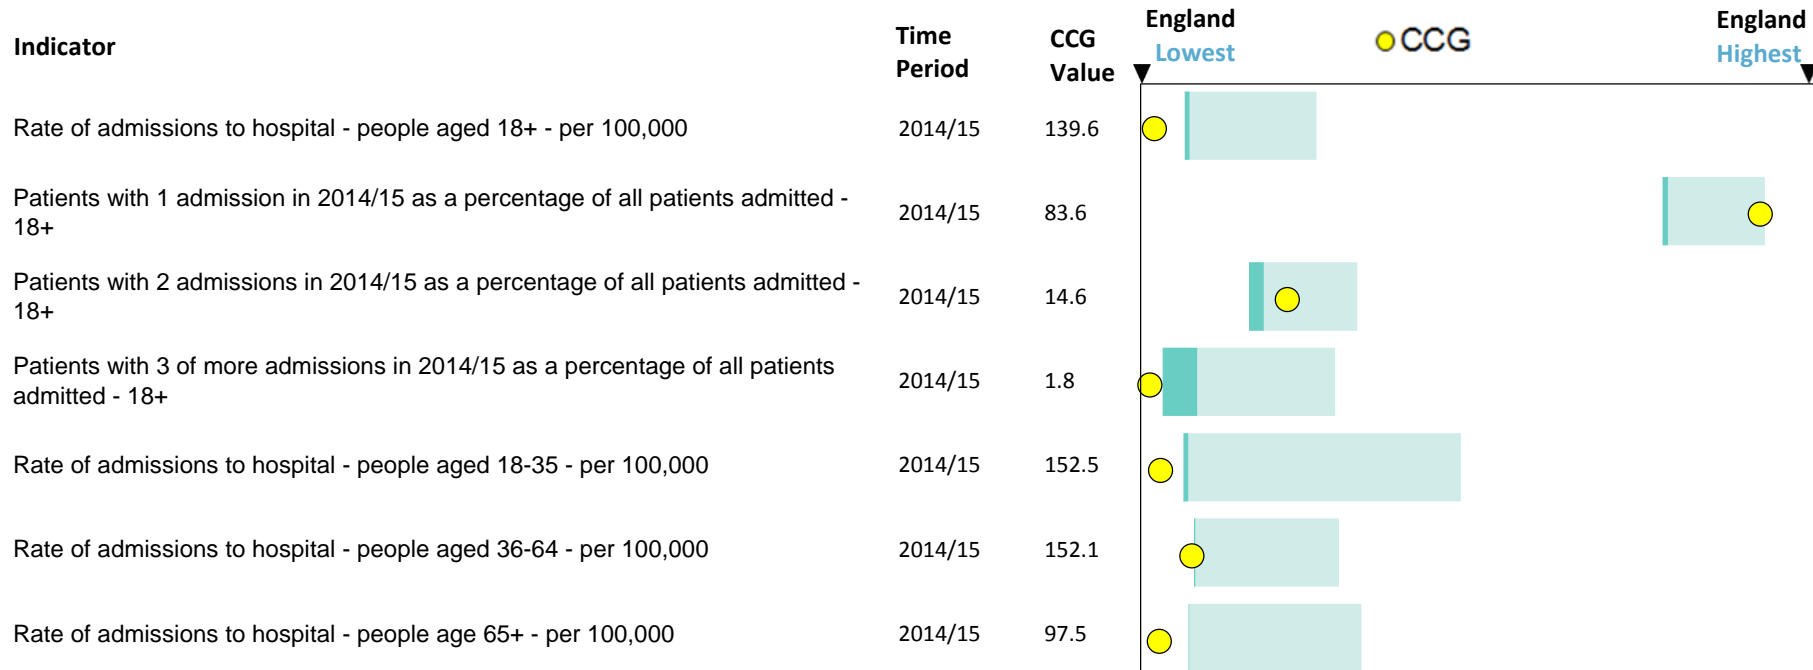 Indicator
Time Period
CCG Value
England Lowest
CCG
England Highest
Rate of admissions to hospital - people aged 18+ - per 100,000 2014/15 139.6
Patients with 1 admission in 2014/15 as a percentage of all patients admitted -
18+ 2014/15 83.6
Patients with 2 admissions in 2014/15 as a percentage of all patients admitted -
18+ 2014/15 14.6
Patients with 3 of more admissions in 2014/15 as a percentage of all patients
admitted - 18+ 2014/15 1.8
Rate of admissions to hospital - people aged 18-35 - per 100,000 2014/15 152.5
Rate of admissions to hospital - people aged 36-64 - per 100,000 2014/15 152.1
Rate of admissions to hospital - people age 65+ - per 100,000 2014/15 97.5